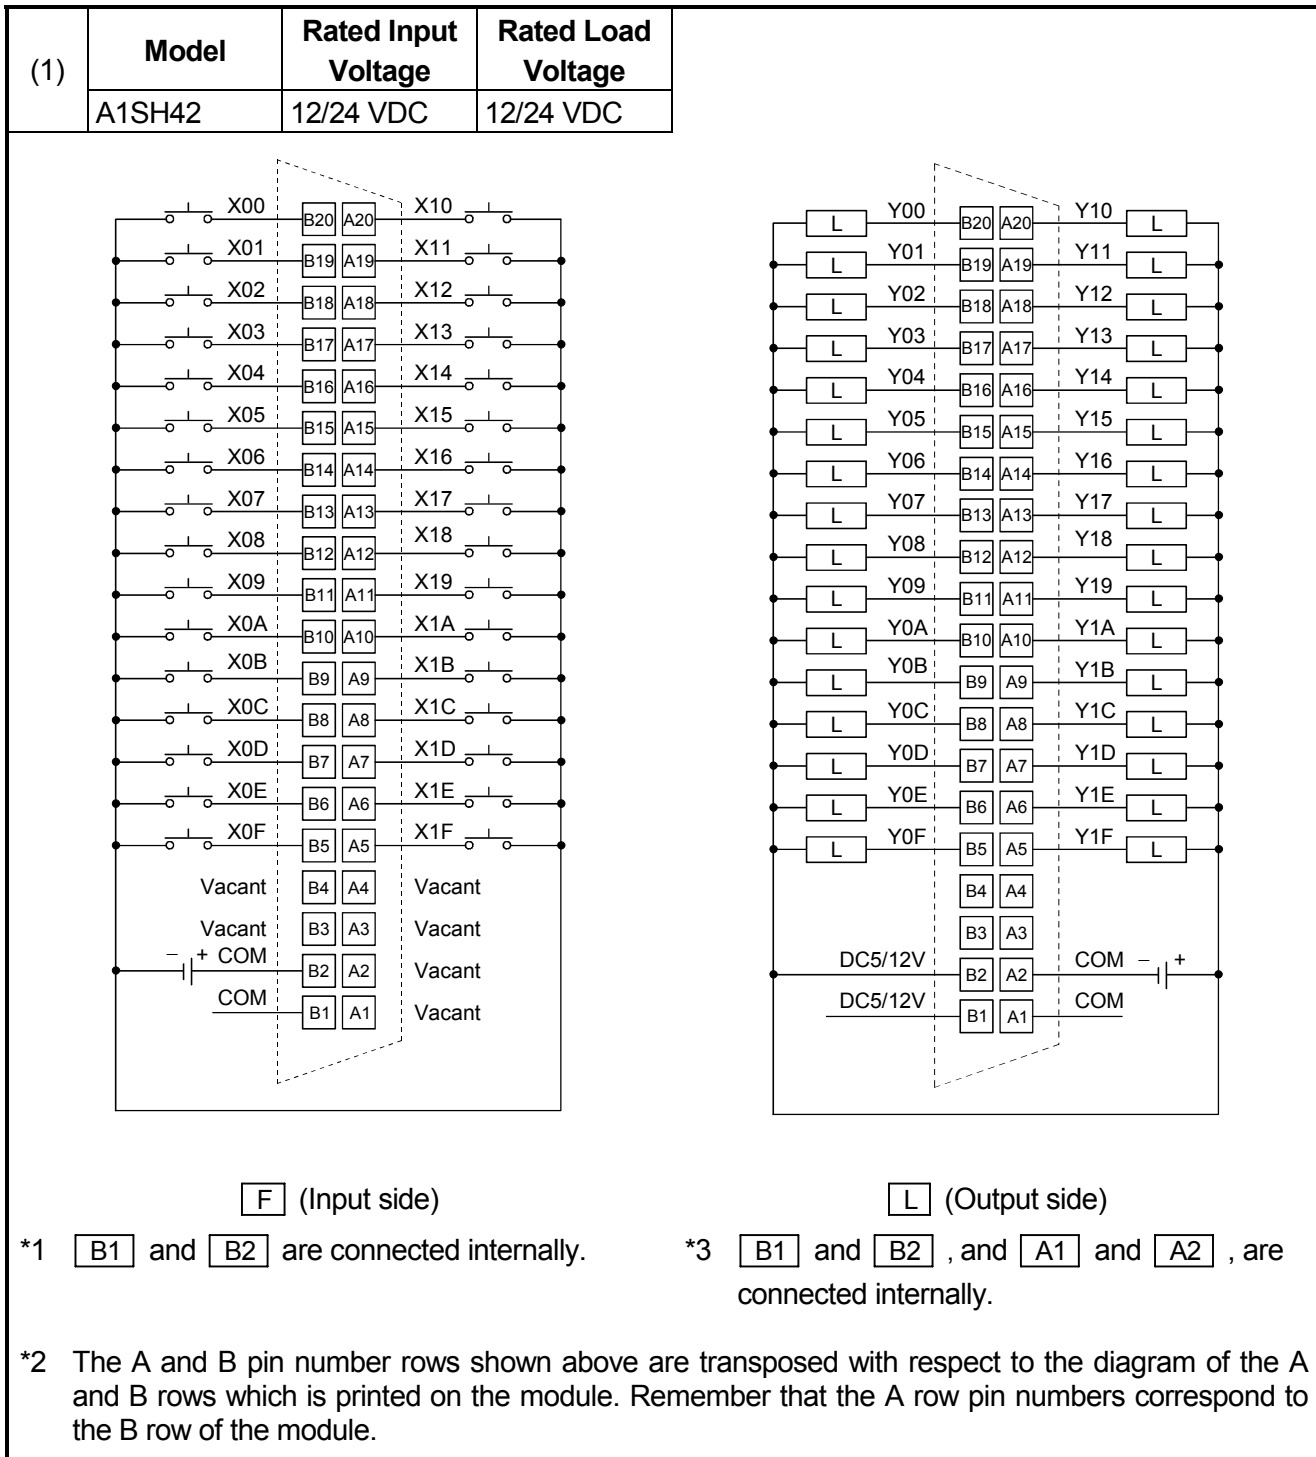 (1) Model Rated Input Voltage Rated Load Voltage
A1SH42 12/24 VDC 12/24 VDC
X00 B20 A20 X10
X01 B19 A19 X11
X02 B18 A18 X12
X03 B17 A17 X13
X04 B16 A16 X14
X05 B15 A15 X15
X06 B14 A14 X16
X07 B13 A13 X17
X08 B12 A12 X18
X09 B11 A11 X19
X0A B10 A10 X1A
X0B B9 A9 X1B
X0C B8 A8 X1C
X0D B7 A7 X1D
X0E B6 A6 X1E
X0F B5 A5 X1F
Vacant B4 A4 Vacant
Vacant B3 A3 Vacant
− + COM B2 A2 Vacant
COM B1 A1 Vacant
F (Input side)
L Y00 B20 A20 Y10 L
L Y01 B19 A19 Y11 L
L Y02 B18 A18 Y12 L
L Y03 B17 A17 Y13 L
L Y04 B16 A16 Y14 L
L Y05 B15 A15 Y15 L
L Y06 B14 A14 Y16 L
L Y07 B13 A13 Y17 L
L Y08 B12 A12 Y18 L
L Y09 B11 A11 Y19 L
L Y0A B10 A10 Y1A L
L Y0B B9 A9 Y1B L
L Y0C B8 A8 Y1C L
L Y0D B7 A7 Y1D L
L Y0E B6 A6 Y1E L
L Y0F B5 A5 Y1F L
B4 A4
B3 A3
DC5/12V B2 A2 COM − +
DC5/12V B1 A1 COM
L (Output side)
*1 B1 and B2 are connected internally.
*3 B1 and B2 , and A1 and A2 , are
connected internally.
*2 The A and B pin number rows shown above are transposed with respect to the diagram of the A
and B rows which is printed on the module. Remember that the A row pin numbers correspond to
the B row of the module.